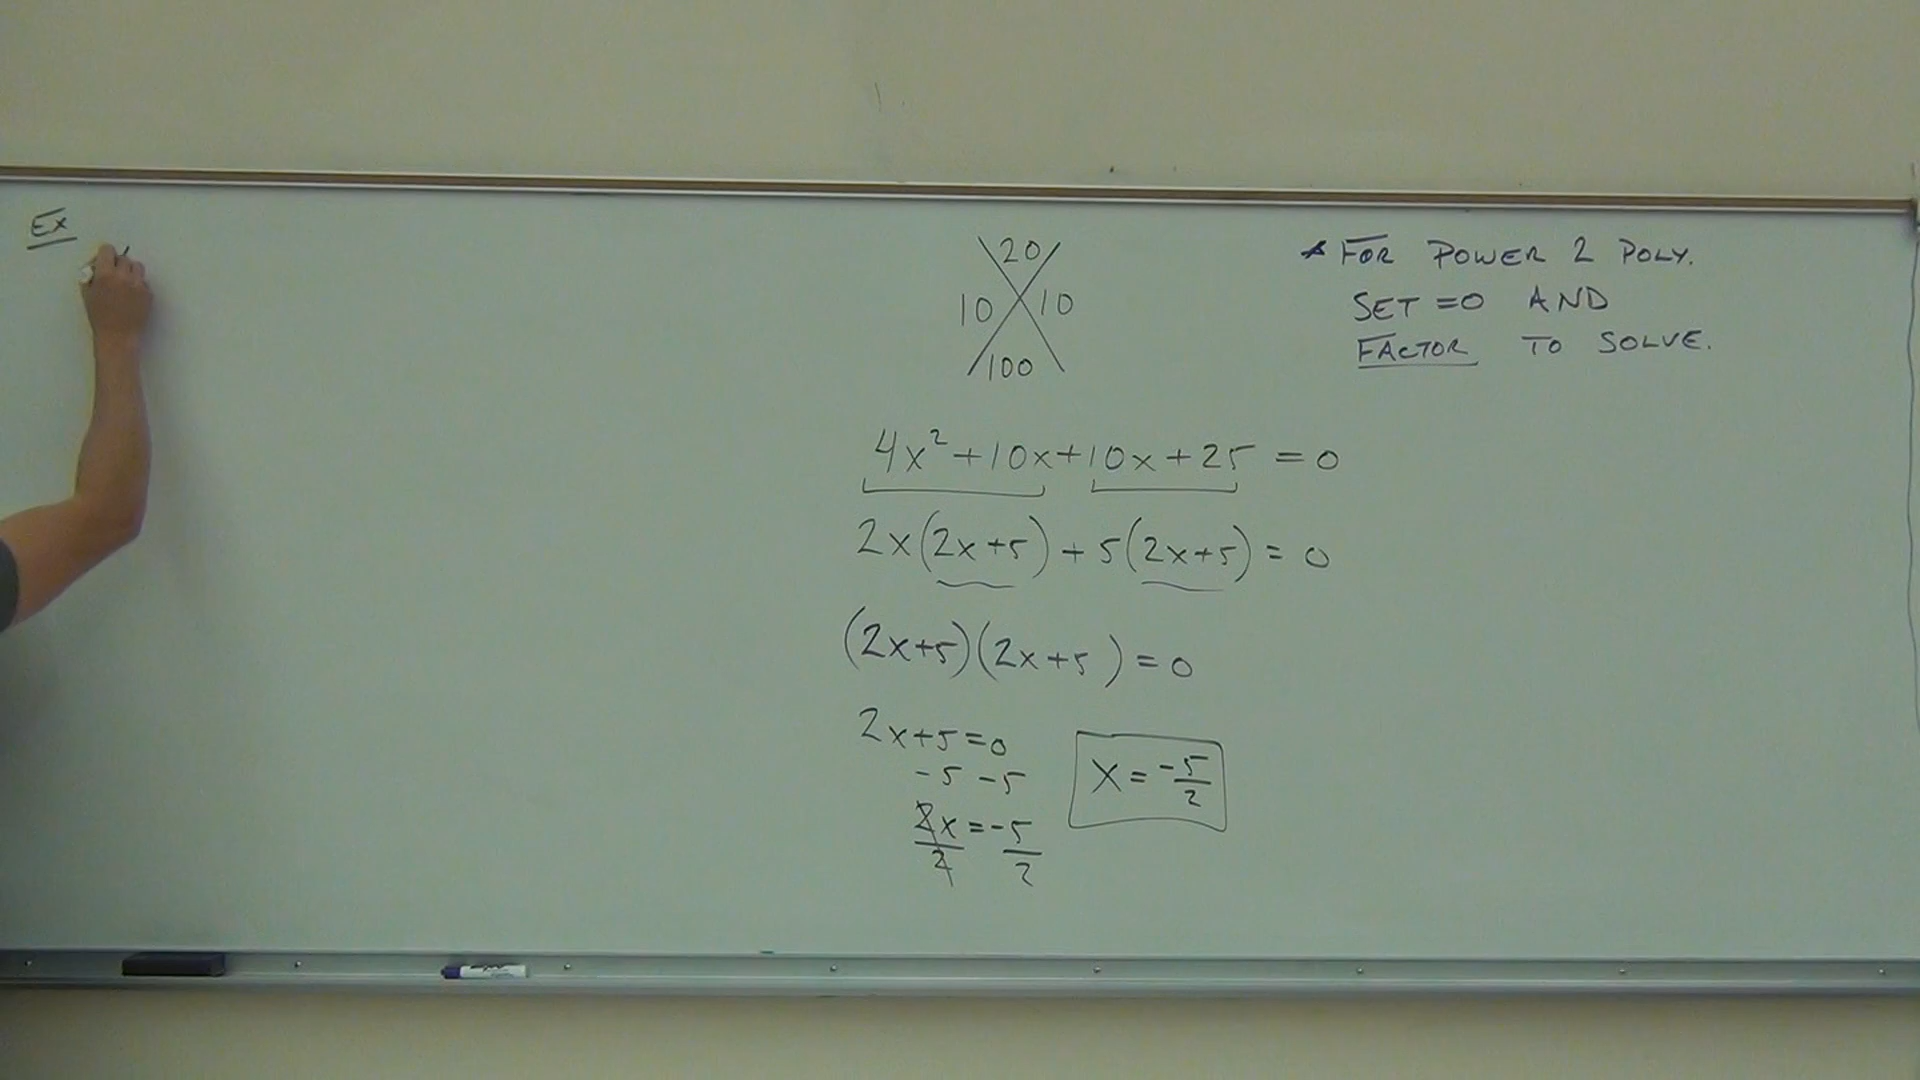 Ex
20
10 10
100
* FOR POWER 2 POLY.
SET =0 AND
FACTOR TO SOLVE.
4x²+10x+10x+25 = 0
2x(2x+5) + 5(2x+5) = 0
(2x+5)(2x+5) = 0
2x+5=0
-5 -5
2x = -5
2 2
X = -5/2